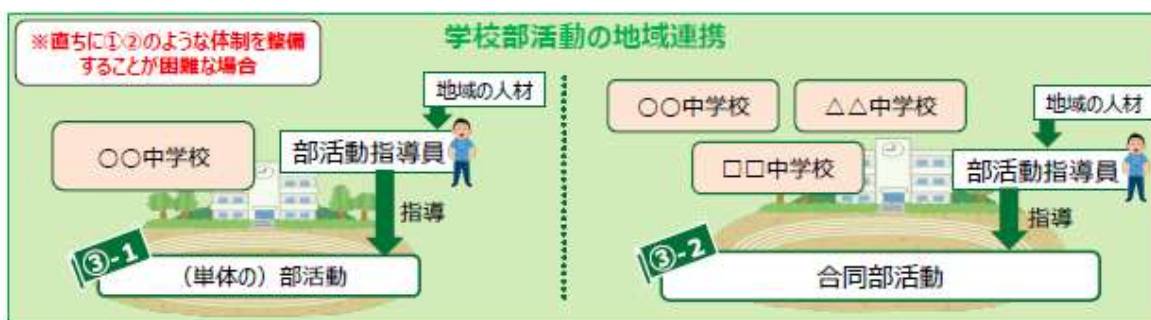 学校部活動の地域連携
※直ちに①②のような体制を整備
することが困難な場合
地域の人材
〇〇中学校
部活動指導員
指導
③-1
（単体の）部活動
〇〇中学校
△△中学校
□□中学校
地域の人材
部活動指導員
指導
③-2
合同部活動